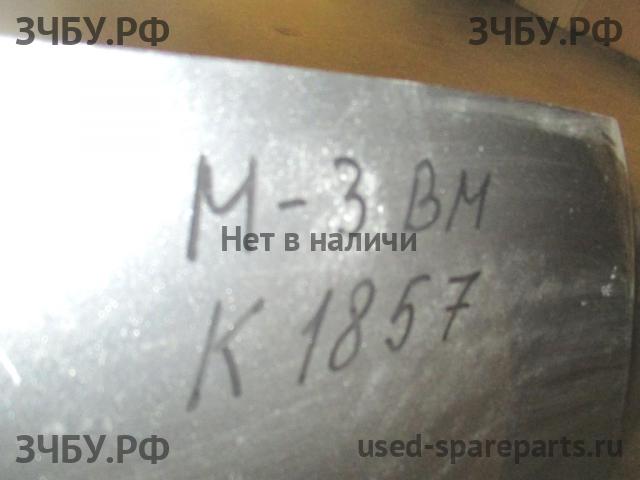 ЗЧБУ.РФ ЗЧБУ.РФ
М-3 ВМ
Нет в наличи
К 1857
ЗЧБУ.РФ used-spareparts.ru